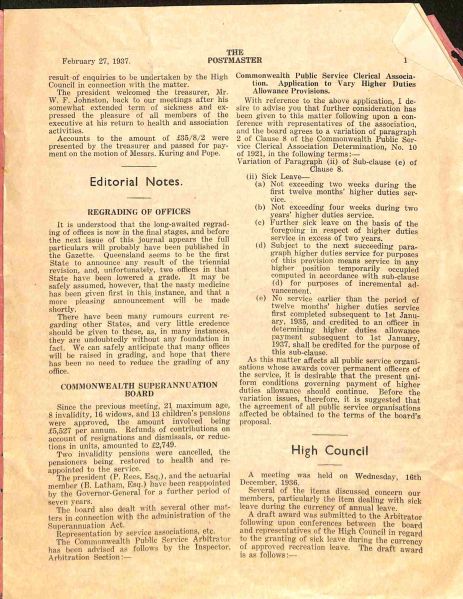 February 27, 1937.
THE
POSTMASTER
1
result of enquiries to be undertaken by the High
Council in connection with the matter.
The president welcomed the treasurer, Mr.
W. F. Johnston, back to our meetings after his
somewhat extended term of sickness and ex-
pressed the pleasure of all members of the
executive at his return to health and association
activities.
Accounts to the amount of £35/8/2 were
presented by the treasurer and passed for pay-
ment on the motion of Messrs. Kuring and Pope.
Editorial Notes.
REGRADING OF OFFICES
It is understood that the long-awaited regrad-
ing of offices is now in the final stages, and before
the next issue of this journal appears the full
particulars will probably have been published in
the Gazette. Queensland seems to be the first
State to announce any result of the triennial
revision, and, unfortunately, two offices in that
State have been lowered a grade. It may be
safely assumed, however, that the nasty medicine
has been given first in this instance, and that a
more pleasing announcement will be made
shortly.
There have been many rumours current re-
garding other States, and very little credence
should be given to these, as, in many instances,
they are undoubtedly without any foundation in
fact. We can safely anticipate that many offices
will be raised in grading, and hope that there
has been no need to reduce the grading of any
office.
COMMONWEALTH SUPERANNUATION
BOARD
Since the previous meeting, 21 maximum age,
8 invalidity, 16 widows, and 13 children's pensions
were approved, the amount involved being
£5,527 per annum. Refunds of contributions on
account of resignations and dismissals, or reduc-
tions in units, amounted to £2,749.
Two invalidity pensions were cancelled, the
pensioners being restored to health and re-
appointed to the service.
The president (P. Rees, Esq.), and the actuarial
member (B. Latham, Esq.) have been reappointed
by the Governor-General for a further period of
seven years.
The board also dealt with several other mat-
ters in connection with the administration of the
Superannuation Act.
Representation by service associations, etc.
The Commonwealth Public Service Arbitrator
has been advised as follows by the Inspector,
Arbitration Section:—
Commonwealth Public Service Clerical Associa-
tion. Application to Vary Higher Duties
Allowance Provisions.
With reference to the above application, I de-
sire to advise you that further consideration has
been given to this matter following upon a con-
ference with representatives of the association,
and the board agrees to a variation of paragraph
2 of Clause 8 of the Commonwealth Public Ser-
vice Clerical Association Determination, No. 10
of 1921, in the following terms:—
Variation of Paragraph (ii) of Sub-clause (e) of
Clause 8.
(ii) Sick Leave—
(a) Not exceeding two weeks during the
first twelve months' higher duties ser-
vice.
(b) Not exceeding four weeks during two
years' higher duties service.
(c) Further sick leave on the basis of the
foregoing in respect of higher duties
service in excess of two years.
(d) Subject to the next succeeding para-
graph higher duties service for purposes
of this provision means service in any
higher position temporarily occupied
computed in accordance with sub-clause
(d) for purposes of incremental ad-
vancement.
(e) No service earlier than the period of
twelve months' higher duties service
first completed subsequent to 1st Janu-
ary, 1935, and credited to an officer in
determining higher duties allowance
payment subsequent to 1st January,
1937, shall be credited for the purpose of
this sub-clause.
As this matter affects all public service organi-
sations whose awards cover permanent officers of
the service, it is desirable that the present uni-
form conditions governing payment of higher
duties allowance should continue. Before the
variation issues, therefore, it is suggested that
the agreement of all public service organisations
affected be obtained to the terms of the board's
proposal.
High Council
A meeting was held on Wednesday, 16th
December, 1936.
Several of the items discussed concern our
members, particularly the item dealing with sick
leave during the currency of annual leave.
A draft award was submitted to the Arbitrator
following upon conferences between the board
and representatives of the High Council in regard
to the granting of sick leave during the currency
of approved recreation leave. The draft award
is as follows:—